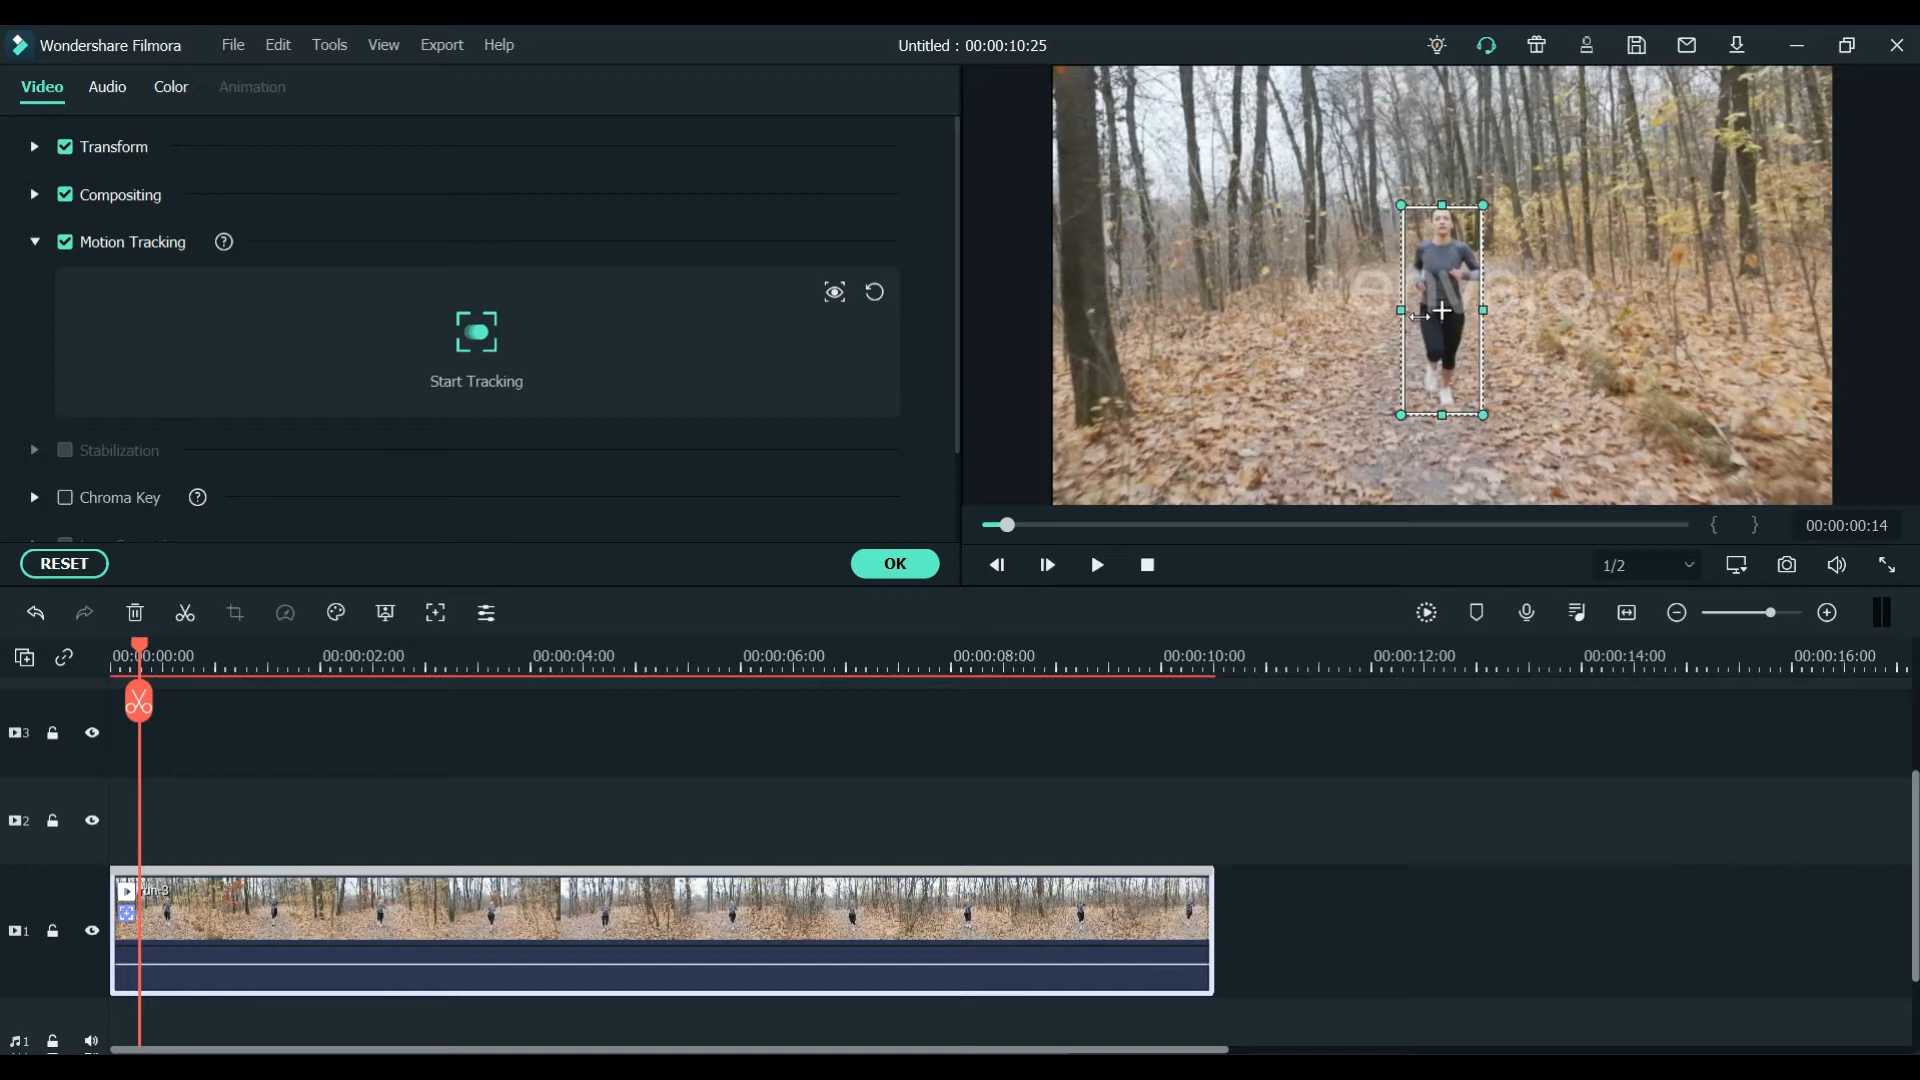 Wondershare Filmora
File
Edit
Tools
View
Export
Help
Untitled : 00:00:10:25
Video
Audio
Color
Animation
Transform
Compositing
Motion Tracking
?
Start Tracking
Stabilization
Chroma Key
?
RESET
OK
00:00:00:14
1/2
00:00:00:00
00:00:02:00
00:00:04:00
00:00:06:00
00:00:08:00
00:00:10:00
00:00:12:00
00:00:14:00
00:00:16:00
3
2
run-3
1
1